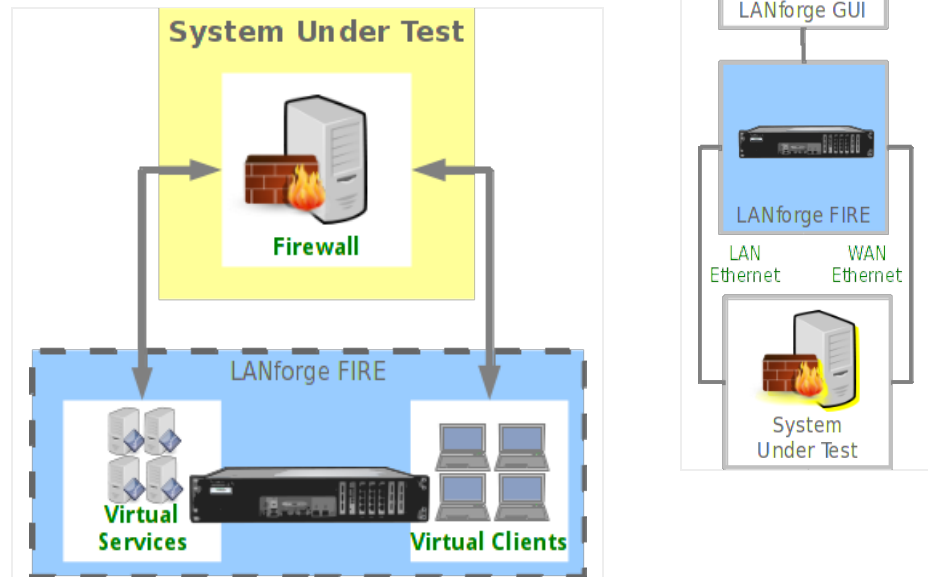 System Under Test
Firewall
LANforge FIRE
Virtual
Services
Virtual Clients
LANforge GUI
LANforge FIRE
LAN
Ethernet
WAN
Ethernet
System
Under Test